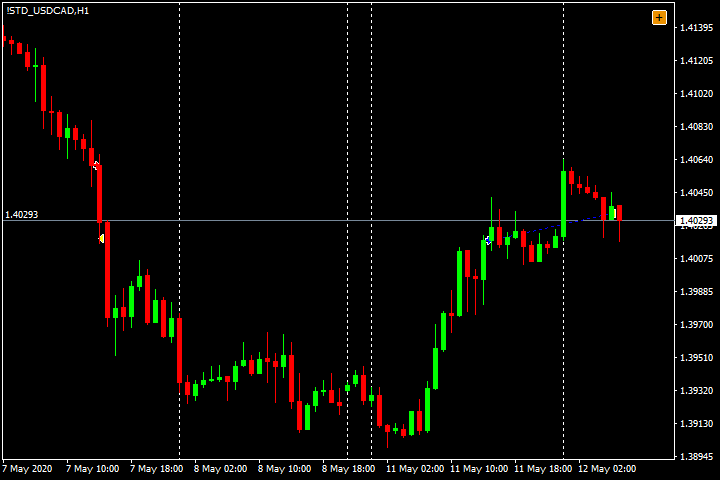 !STD_USDCAD,H1
1.41395
1.41205
1.41020
1.40830
1.40640
1.40450
1.40293
1.40293
1.40075
1.39885
1.39700
1.39510
1.39320
1.39130
1.38945
7 May 2020
7 May 10:00
7 May 18:00
8 May 02:00
8 May 10:00
8 May 18:00
11 May 02:00
11 May 10:00
11 May 18:00
12 May 02:00